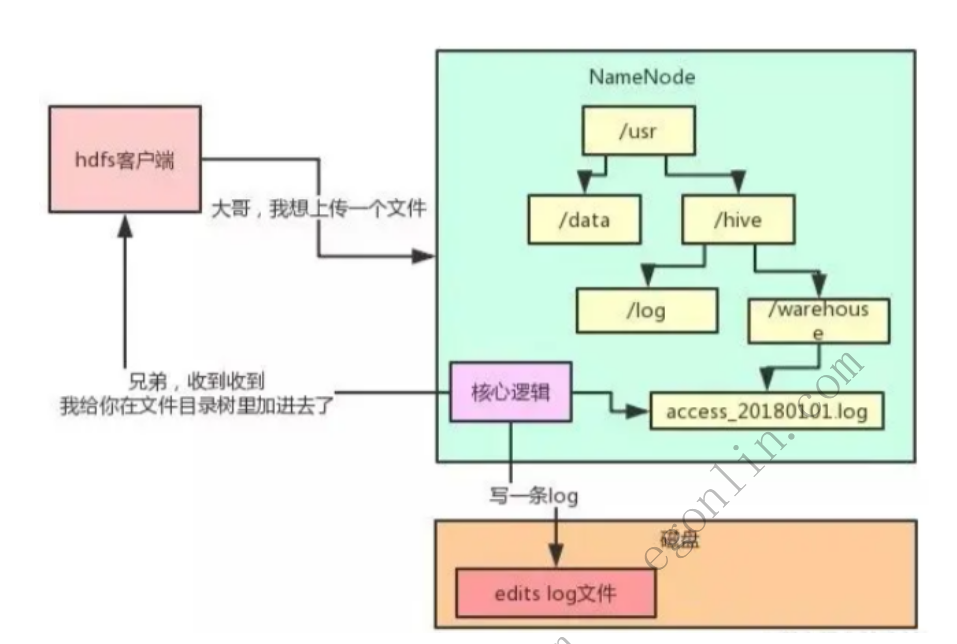 NameNode
/usr
hdfs客户端
大哥，我想上传一个文件
/data
/hive
/log
/warehous
e
兄弟，收到收到
我给你在文件目录树里加进去了
核心逻辑
access_20180101.log
写一条log
磁盘
edits log文件
egonlin.com